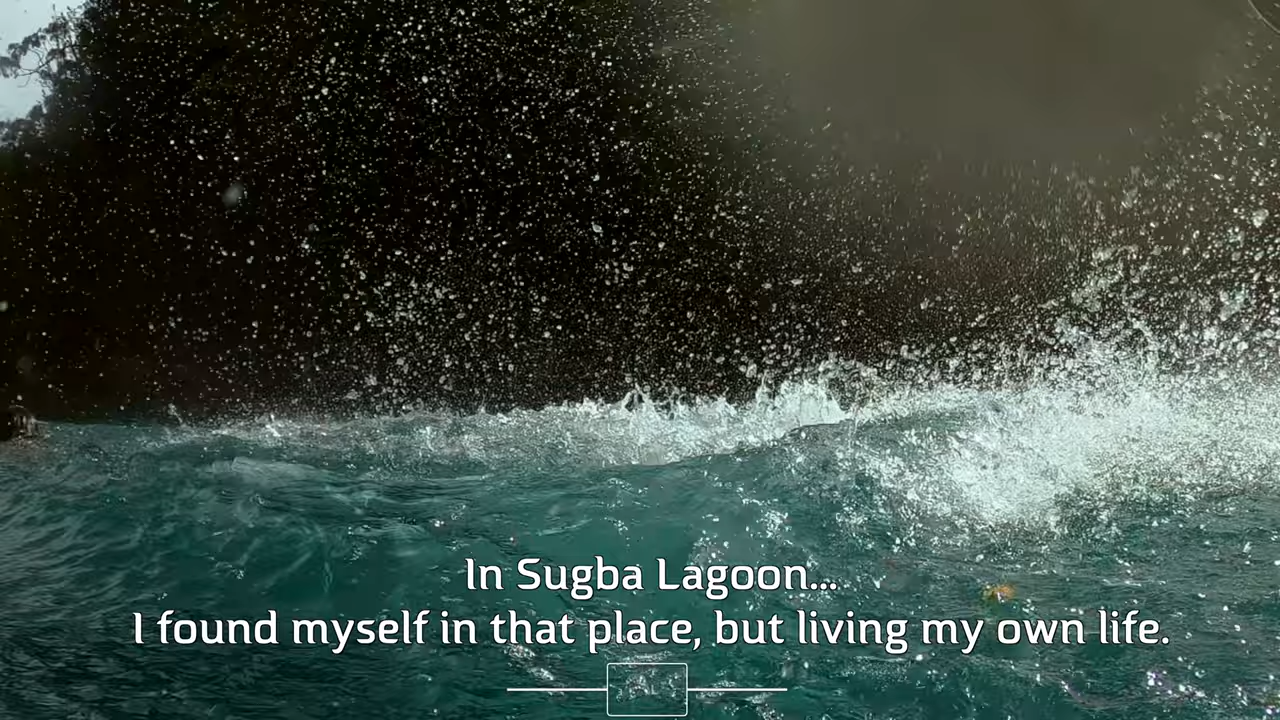 In Sugba Lagoon...
I found myself in that place, but living my own life.